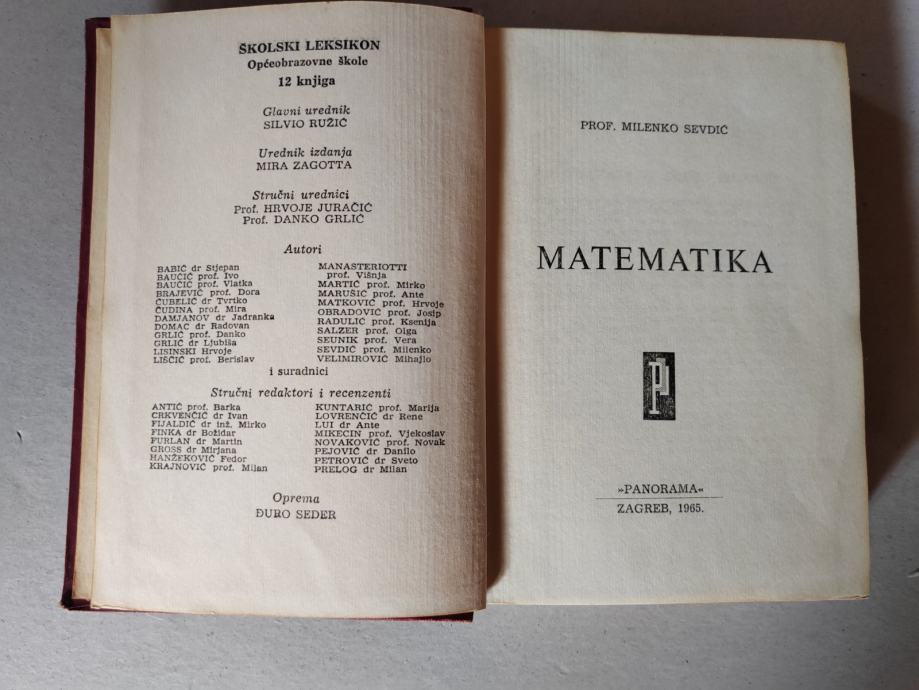 ŠKOLSKI LEKSIKON
Općeobrazovne škole
12 knjiga
Glavni urednik
SILVIO RUŽIĆ
Urednik izdanja
MIRA ZAGOTTA
Stručni urednici
Prof. HRVOJE JURAČIĆ
Prof. DANKO GRLIĆ
Autori
BABIĆ dr Stjepan
BAUČIĆ prof. Ivo
BAUČIĆ prof. Vlatka
BRAJEVIĆ prof. Dora
ČUBELIĆ dr Tvrtko
ČUDINA prof. Mira
DAMJANOV dr Jadranka
DOMAC dr Radovan
GRLIĆ prof. Danko
GRLIĆ dr Ljubiša
LISINSKI Hrvoje
LIŠČIĆ prof. Berislav
MANASTERIOTTI
prof. Višnja
MARTIĆ prof. Mirko
MARUŠIĆ prof. Ante
MATKOVIĆ prof. Hrvoje
OBRADOVIĆ prof. Josip
RADULIĆ prof. Ksenija
SALZER prof. Olga
SEUNIK prof. Vera
SEVDIĆ prof. Milenko
VELIMIROVIĆ Mihajlo
i suradnici
Stručni redaktori i recenzenti
ANTIĆ prof. Barka
CRKVENČIĆ dr Ivan
FIJALDIĆ dr inž. Mirko
FINKA dr Božidar
FURLAN dr Martin
GROSS dr Mirjana
HANŽEKOVIĆ Fedor
KRAJNOVIĆ prof. Milan
KUNTARIĆ prof. Marija
LOVRENČIĆ dr Rene
LUI dr Ante
MIKECIN prof. Vjekoslav
NOVAKOVIĆ prof. Novak
PEJOVIĆ dr Danilo
PETROVIĆ dr Sveto
PRELOG dr Milan
Oprema
ĐURO SEDER
PROF. MILENKO SEVDIĆ
MATEMATIKA
P
»PANORAMA«
ZAGREB, 1965.